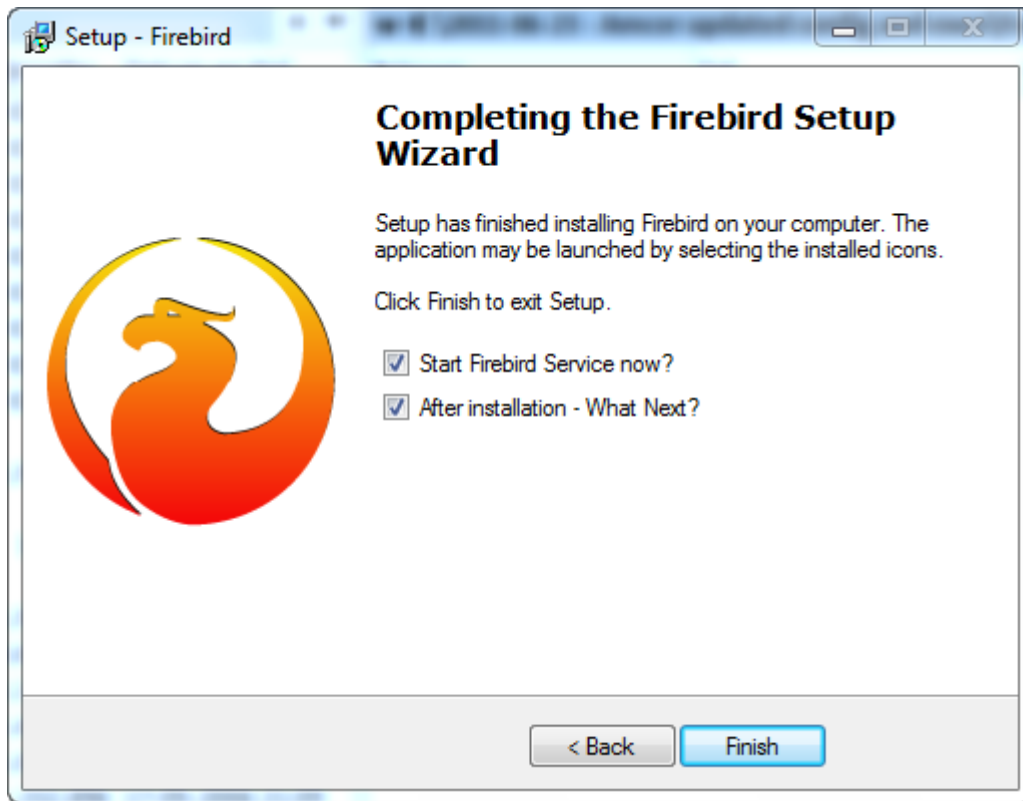 Setup - Firebird
Completing the Firebird Setup
Wizard
Setup has finished installing Firebird on your computer. The
application may be launched by selecting the installed icons.
Click Finish to exit Setup.
Start Firebird Service now?
After installation - What Next?
< Back
Finish